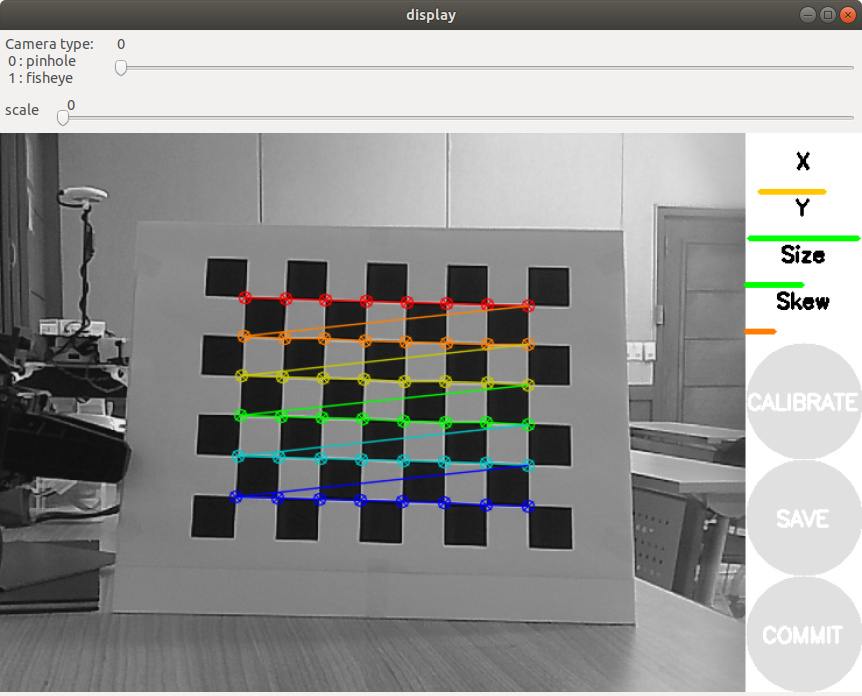 display
Camera type: 0
0 : pinhole
1 : fisheye
scale 0
X
Y
Size
Skew
CALIBRATE
SAVE
COMMIT